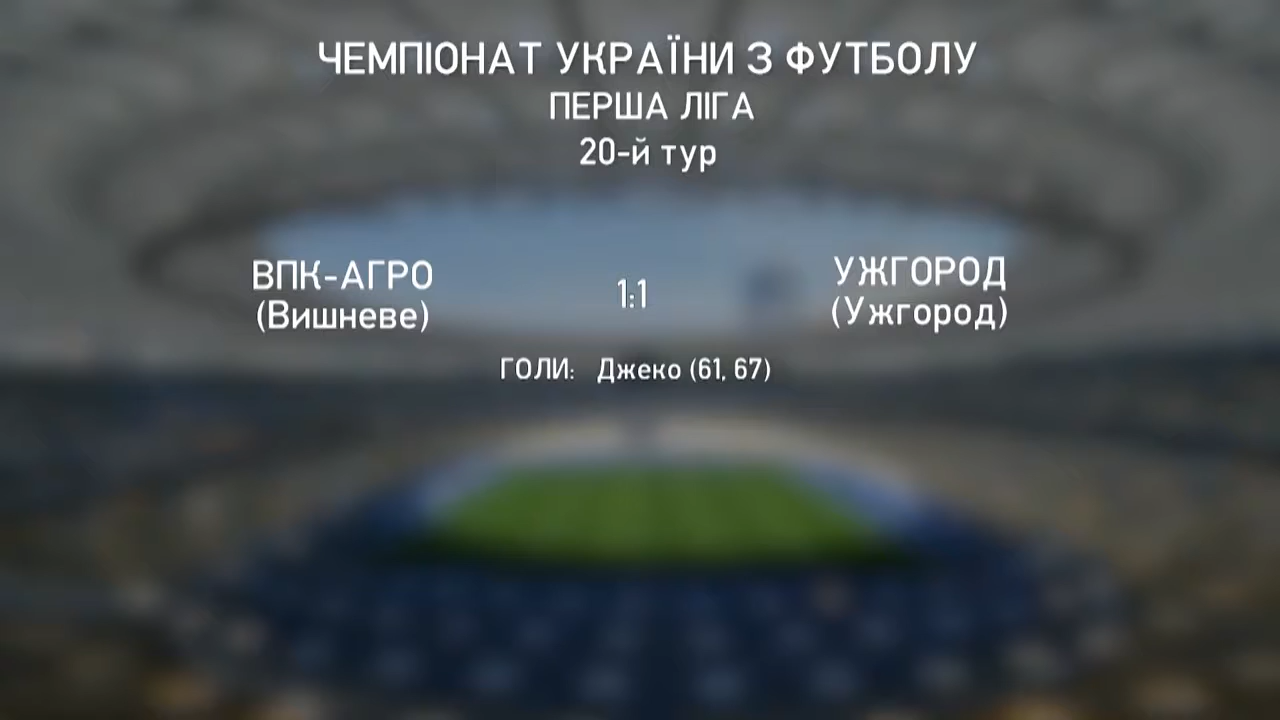 ЧЕМПІОНАТ УКРАЇНИ З ФУТБОЛУ
ПЕРША ЛІГА
20-й тур
ВПК-АГРО
(Вишневе)
1:1
УЖГОРОД
(Ужгород)
ГОЛИ: Джеко (61, 67)